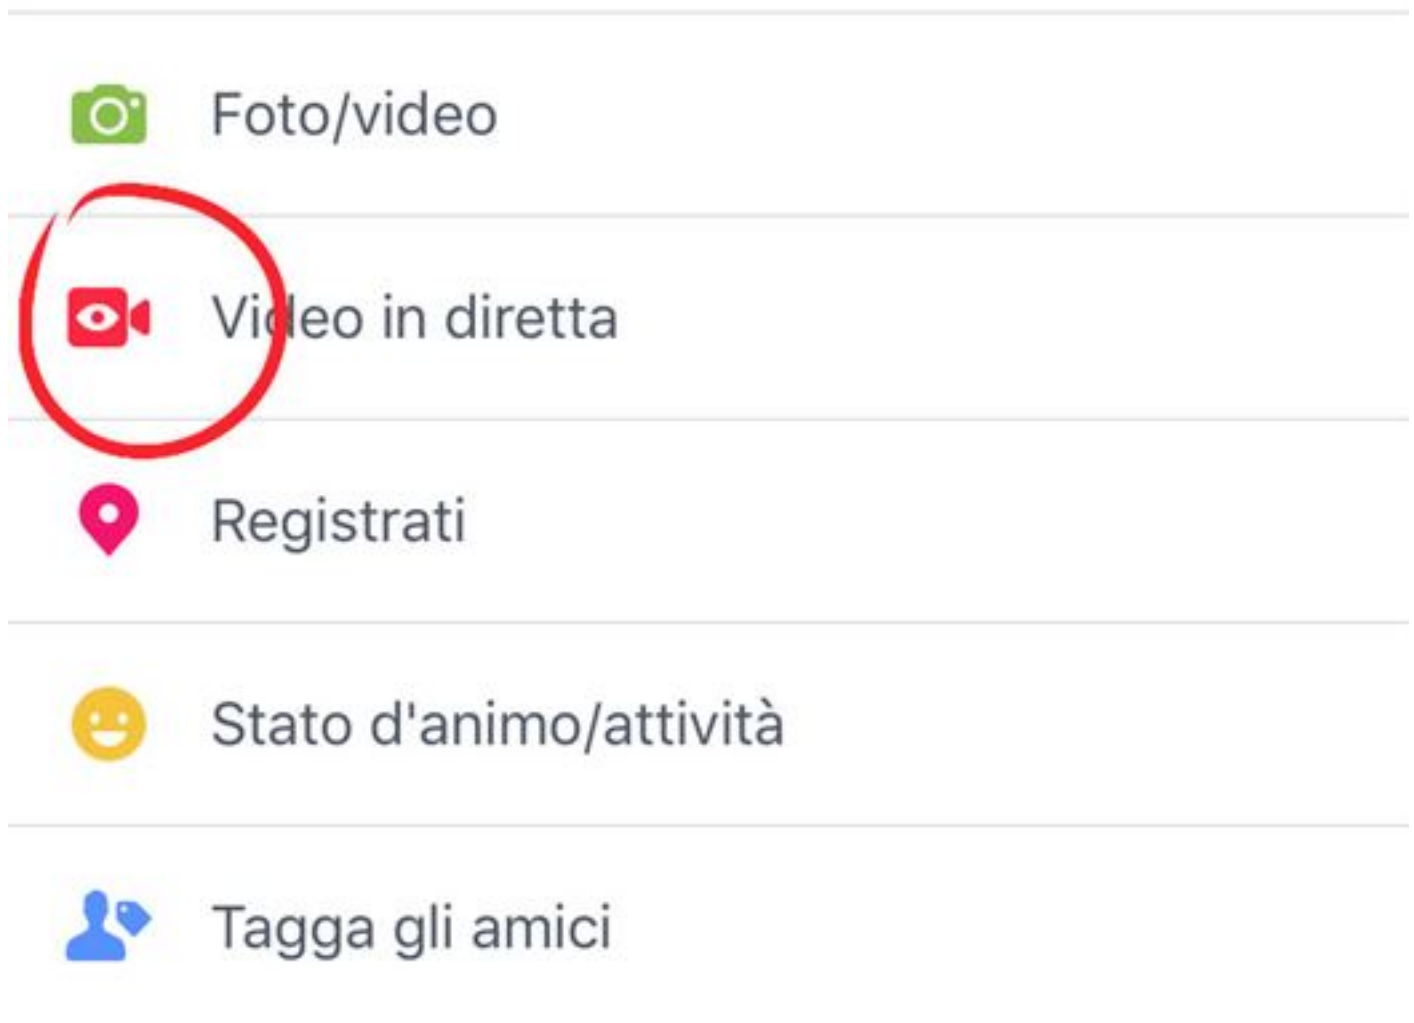 Foto/video
Video in diretta
Registrati
Stato d'animo/attività
Tagga gli amici